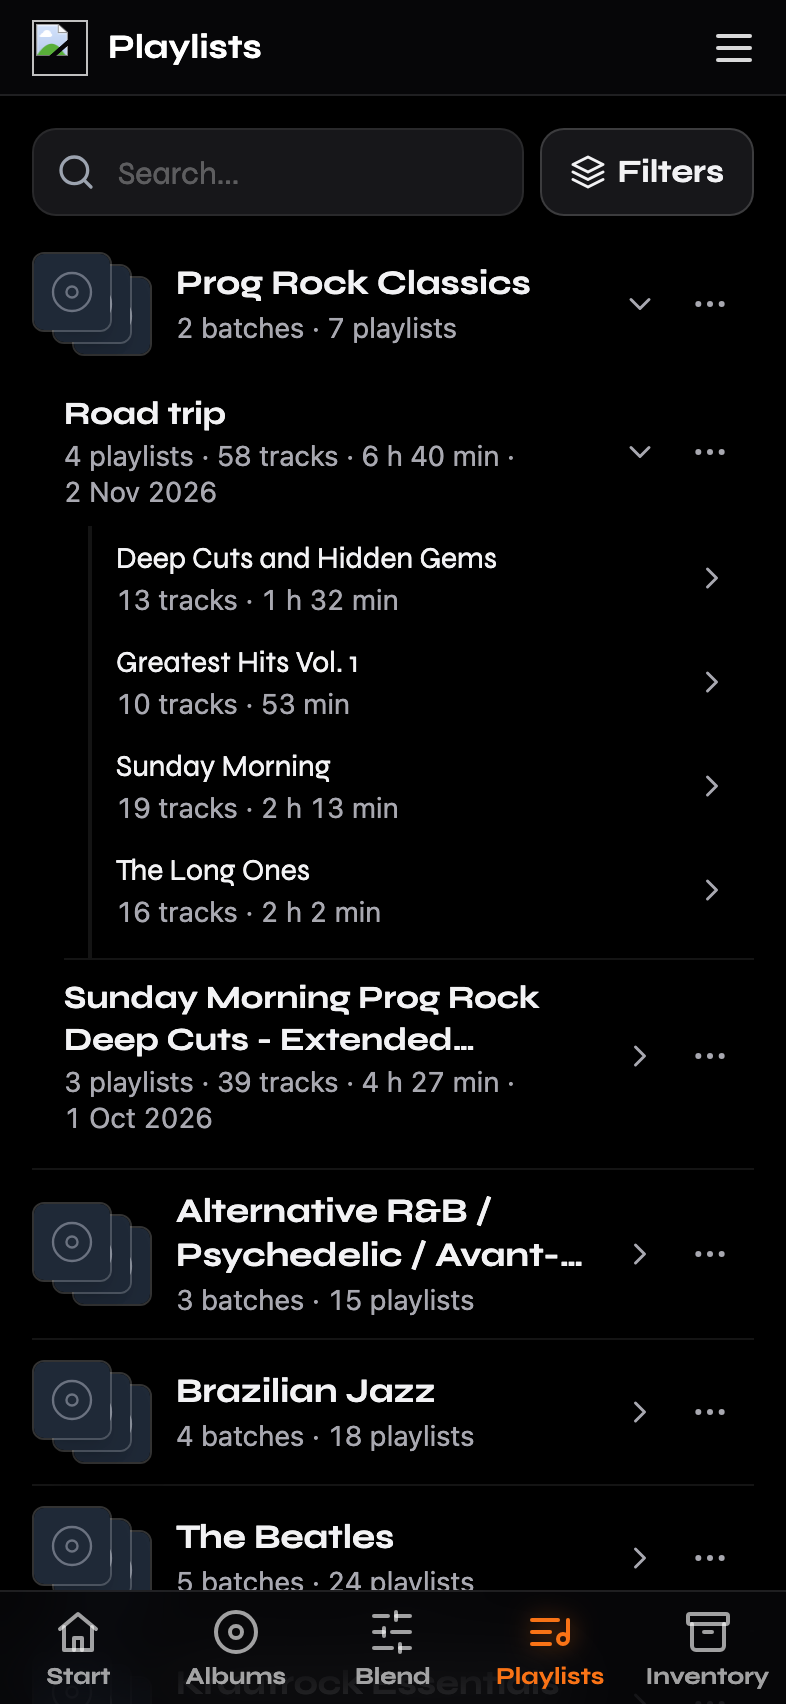 Playlists
Search...
Filters
Prog Rock Classics
2 batches · 7 playlists
Road trip
4 playlists · 58 tracks · 6 h 40 min ·
2 Nov 2026
Deep Cuts and Hidden Gems
13 tracks · 1 h 32 min
Greatest Hits Vol. 1
10 tracks · 53 min
Sunday Morning
19 tracks · 2 h 13 min
The Long Ones
16 tracks · 2 h 2 min
Sunday Morning Prog Rock
Deep Cuts - Extended...
3 playlists · 39 tracks · 4 h 27 min ·
1 Oct 2026
Alternative R&B /
Psychedelic / Avant-...
3 batches · 15 playlists
Brazilian Jazz
4 batches · 18 playlists
The Beatles
5 batches · 24 playlists
Krautrock Essentials
Start
Albums
Blend
Playlists
Inventory